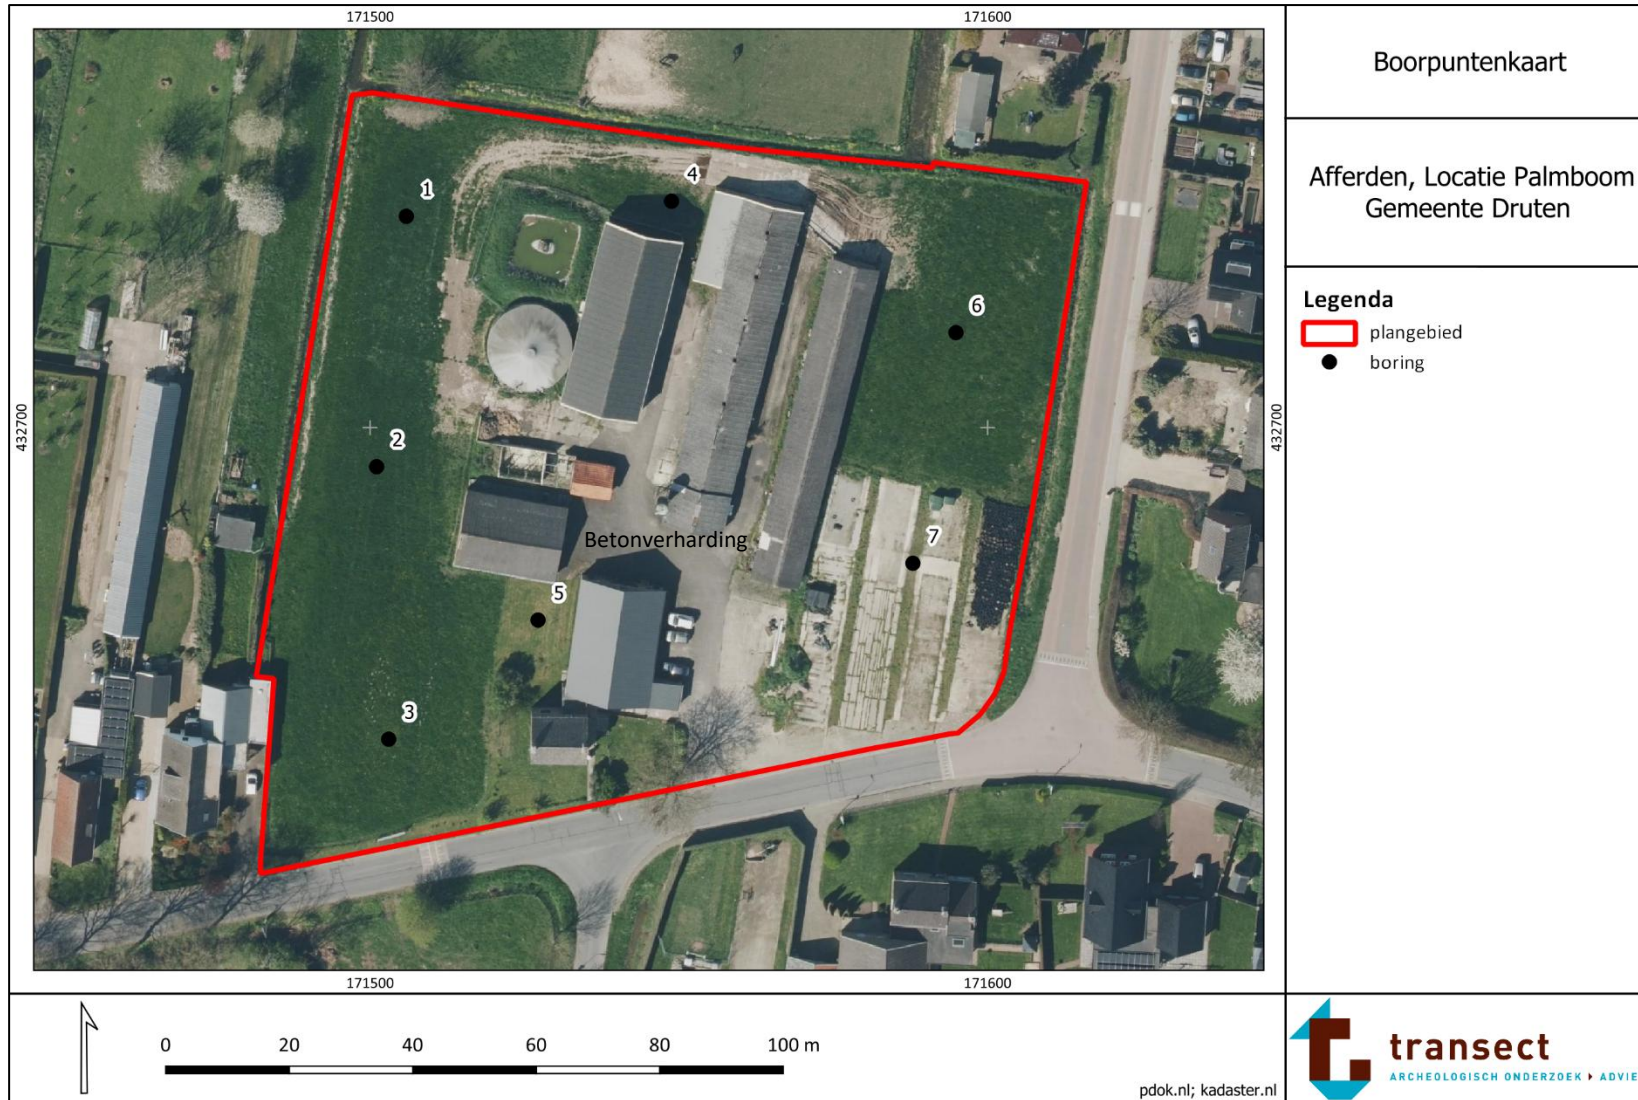 171500
171600
Boorpuntenkaart
Afferden, Locatie Palmboom
Gemeente Druten
Legenda
plangebied
boring
432700
432700
1
4
6
2
Betonverharding
7
5
3
171500
171600
0 20 40 60 80 100 m
pdok.nl; kadaster.nl
transect
ARCHEOLOGISCH ONDERZOEK ▸ ADVIE